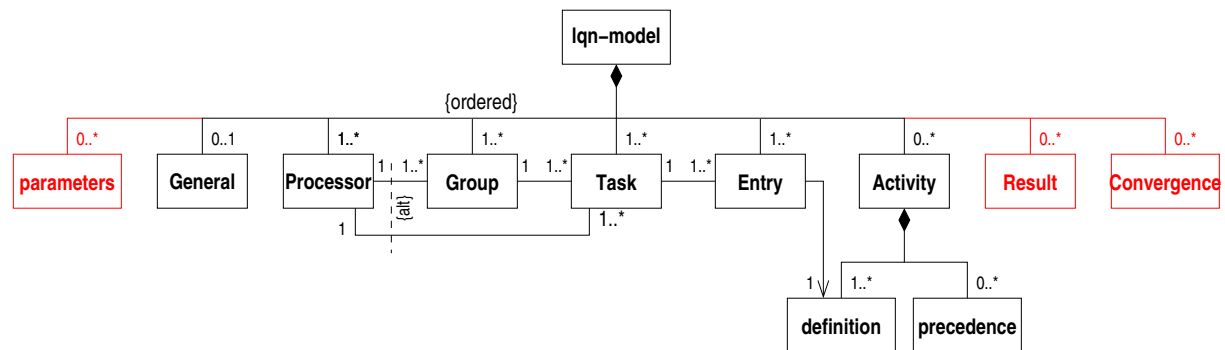 lqn-model
{ordered}
0..* 0..1 1..* 1..* 1..* 1..* 0..* 0..* 0..*
parameters General Processor 1 1..* Group 1 1..* Task 1 1..* Entry Activity Result Convergence
{alt}
1 1..*
1 1..* 0..*
definition precedence